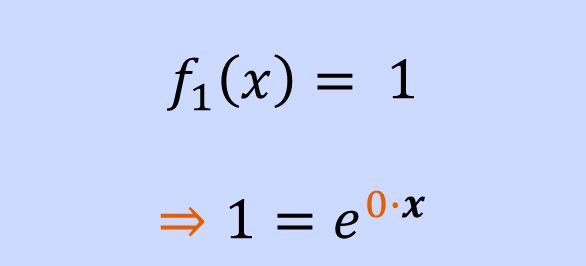 f₁(x) = 1
⇒ 1 = e^{0·x}